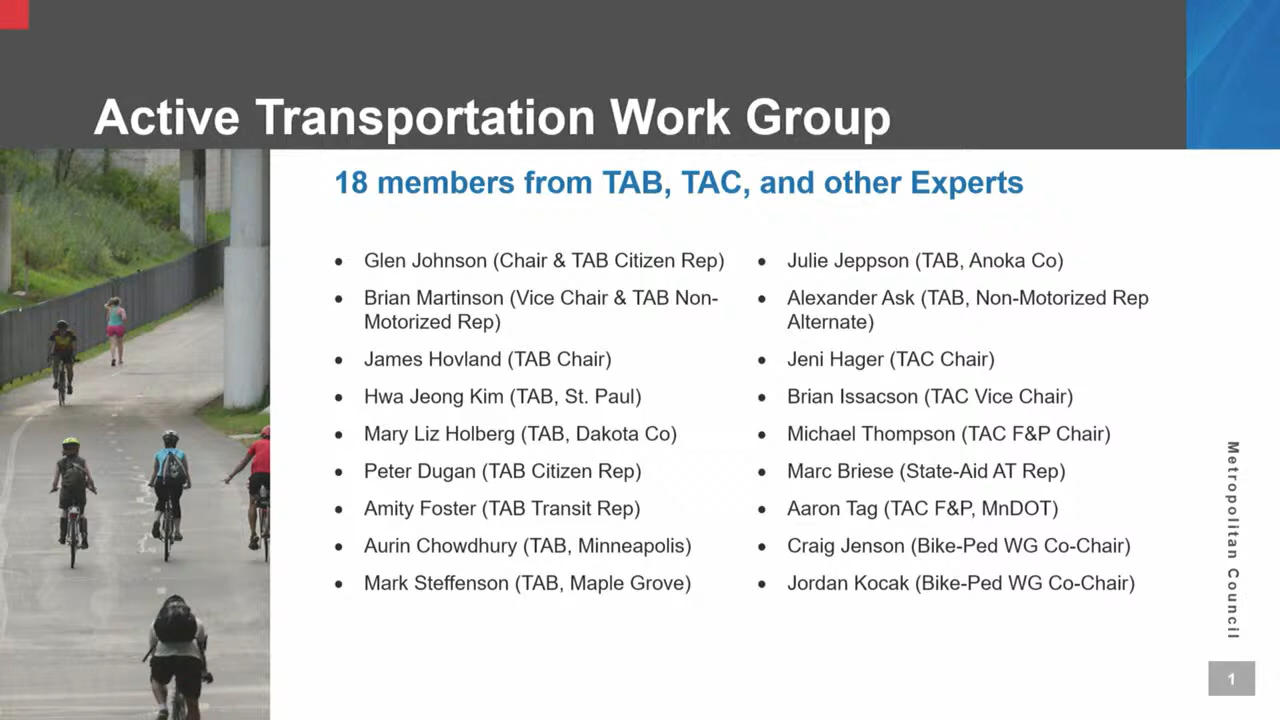 Active Transportation Work Group
18 members from TAB, TAC, and other Experts
• Glen Johnson (Chair & TAB Citizen Rep)
• Brian Martinson (Vice Chair & TAB Non-
Motorized Rep)
• James Hovland (TAB Chair)
• Hwa Jeong Kim (TAB, St. Paul)
• Mary Liz Holberg (TAB, Dakota Co)
• Peter Dugan (TAB Citizen Rep)
• Amity Foster (TAB Transit Rep)
• Aurin Chowdhury (TAB, Minneapolis)
• Mark Steffenson (TAB, Maple Grove)
• Julie Jeppson (TAB, Anoka Co)
• Alexander Ask (TAB, Non-Motorized Rep
Alternate)
• Jeni Hager (TAC Chair)
• Brian Issacson (TAC Vice Chair)
• Michael Thompson (TAC F&P Chair)
• Marc Briese (State-Aid AT Rep)
• Aaron Tag (TAC F&P, MnDOT)
• Craig Jenson (Bike-Ped WG Co-Chair)
• Jordan Kocak (Bike-Ped WG Co-Chair)
Metropolitan Council
1